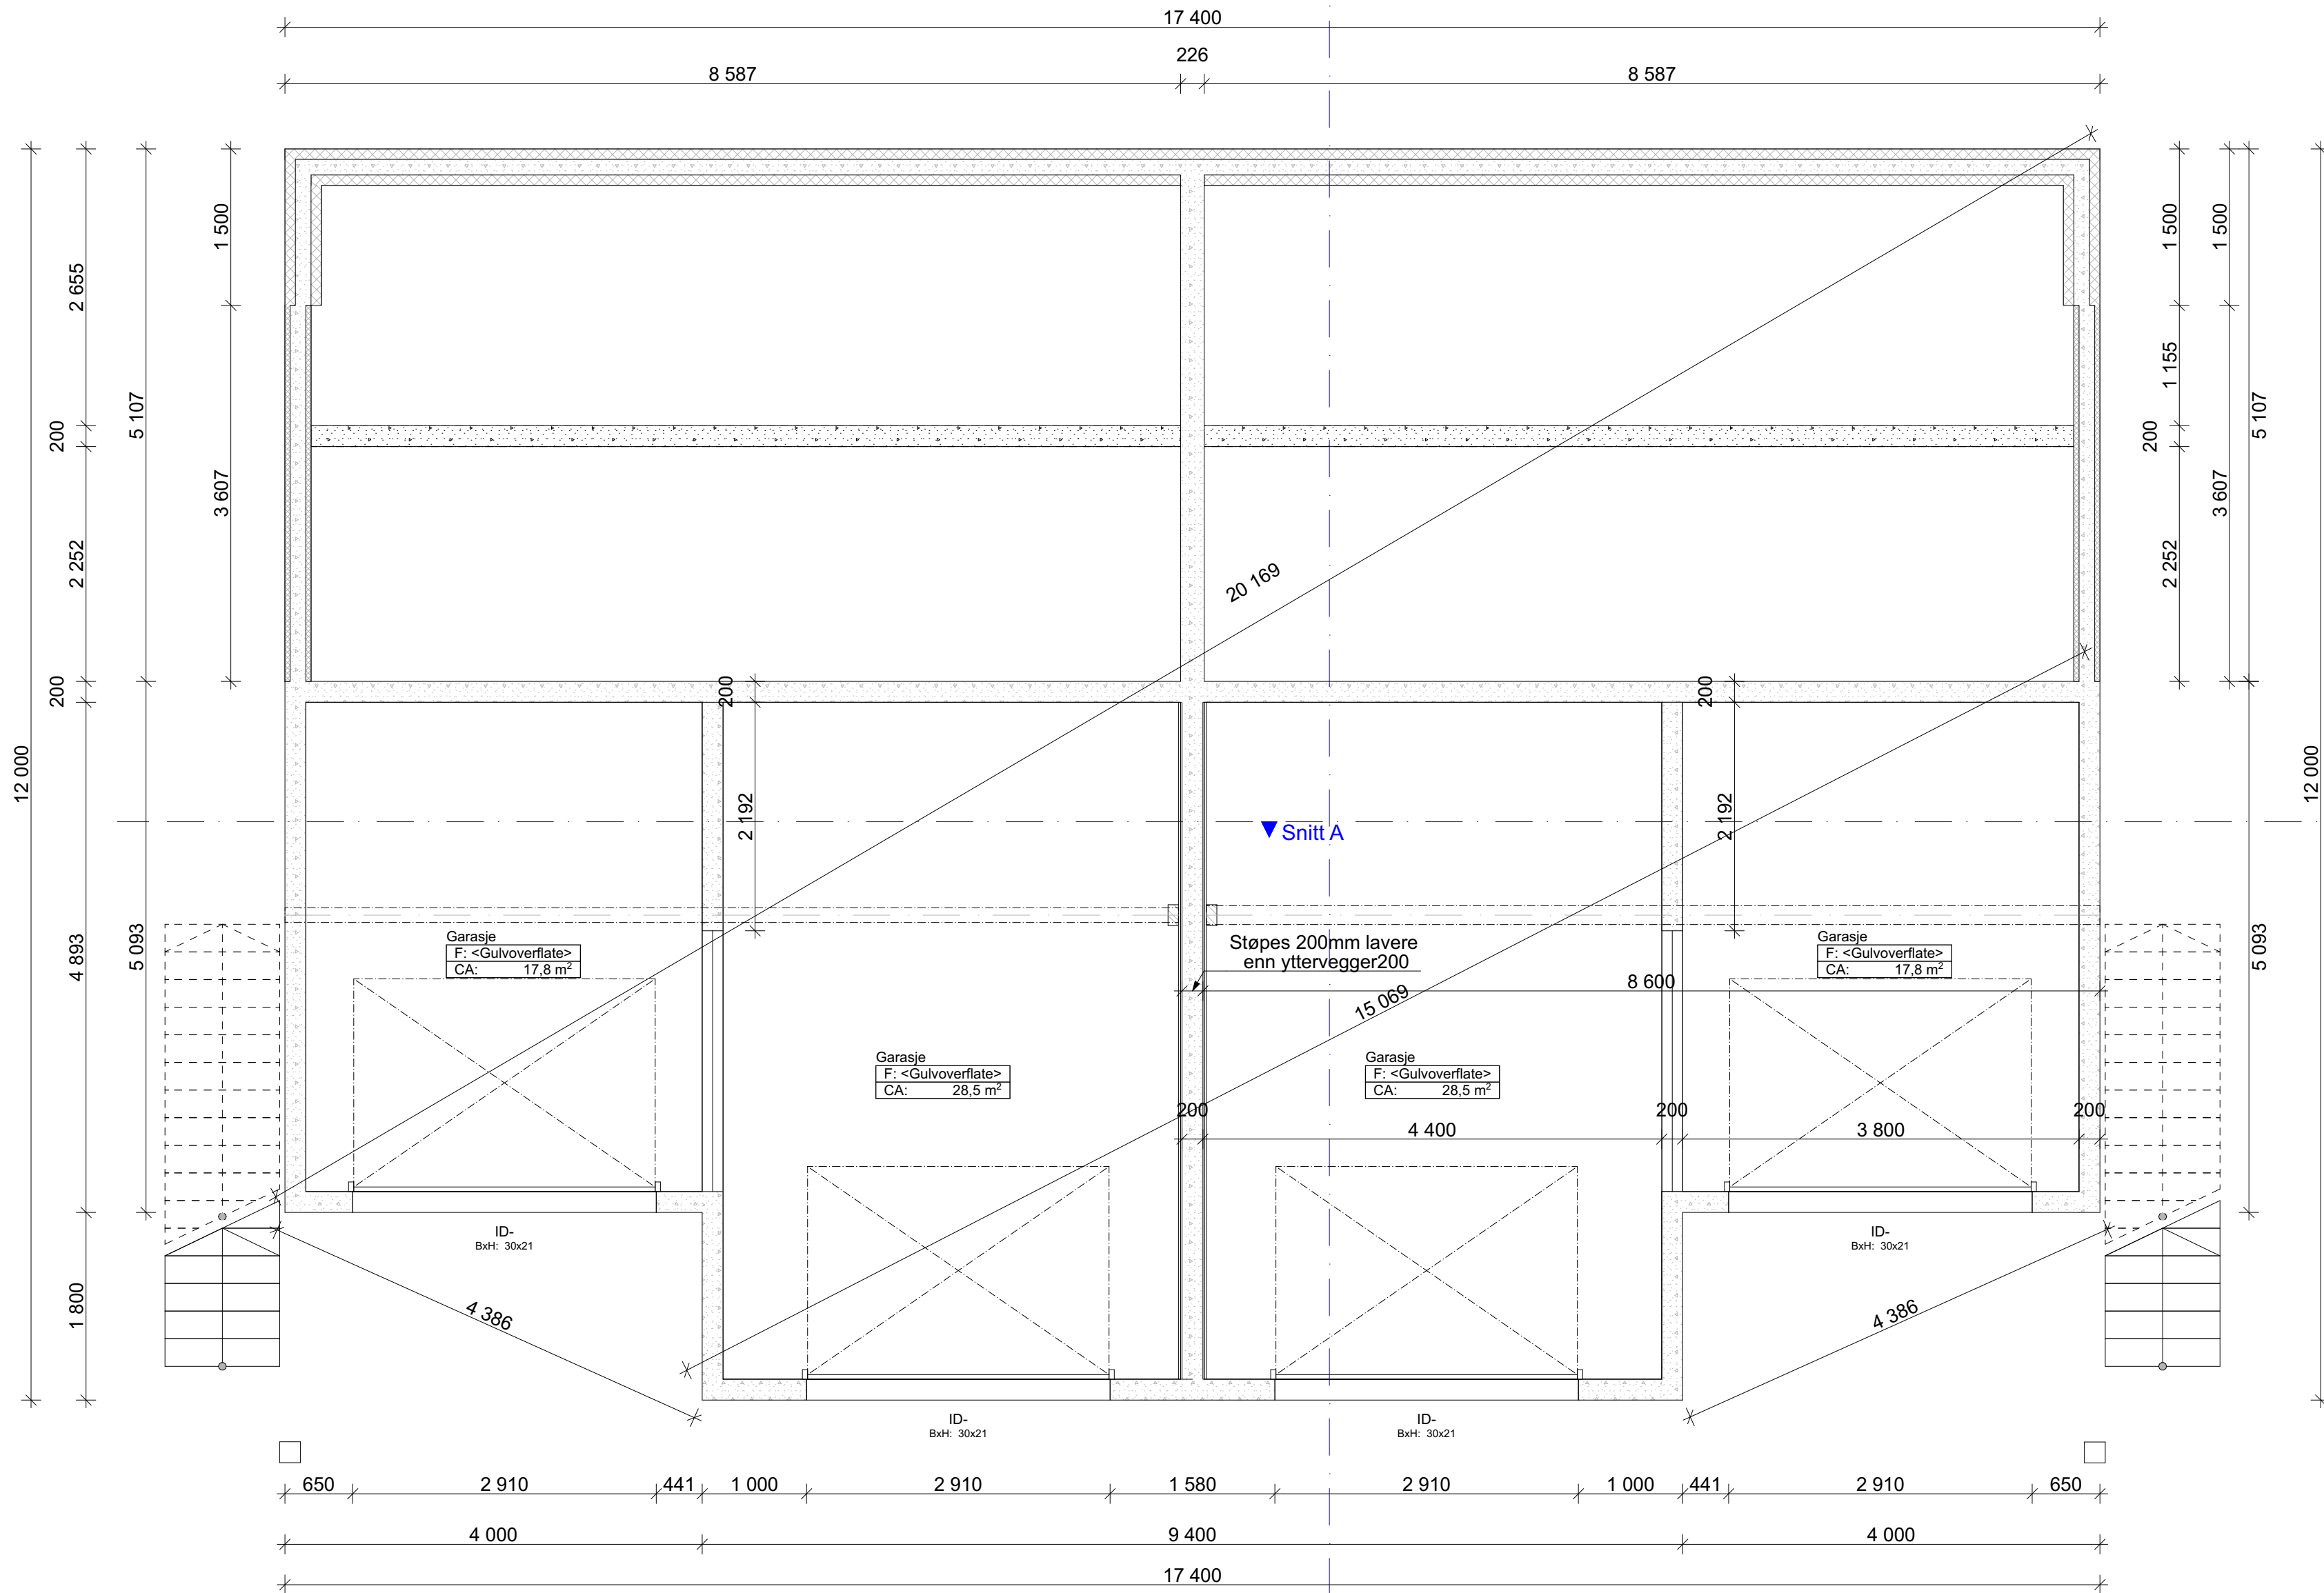 17 400
226
8 587
8 587
1 500
1 500
1 500
2 655
1 155
5 107
5 107
200
200
3 607
3 607
2 252
2 252
20 169
200
200
200
12 000
12 000
2 192
2 192
Snitt A
4 893
5 093
5 093
Garasje
F: <Gulvoverflate>
CA: 17,8 m²
Støpes 200mm lavere
enn yttervegger200
Garasje
F: <Gulvoverflate>
CA: 17,8 m²
8 600
15 069
Garasje
F: <Gulvoverflate>
CA: 28,5 m²
Garasje
F: <Gulvoverflate>
CA: 28,5 m²
200
200
200
4 400
3 800
ID-
BxH: 30x21
ID-
BxH: 30x21
1 800
4 386
4 386
ID-
BxH: 30x21
ID-
BxH: 30x21
650
2 910
441
1 000
2 910
1 580
2 910
1 000
441
2 910
650
4 000
9 400
4 000
17 400